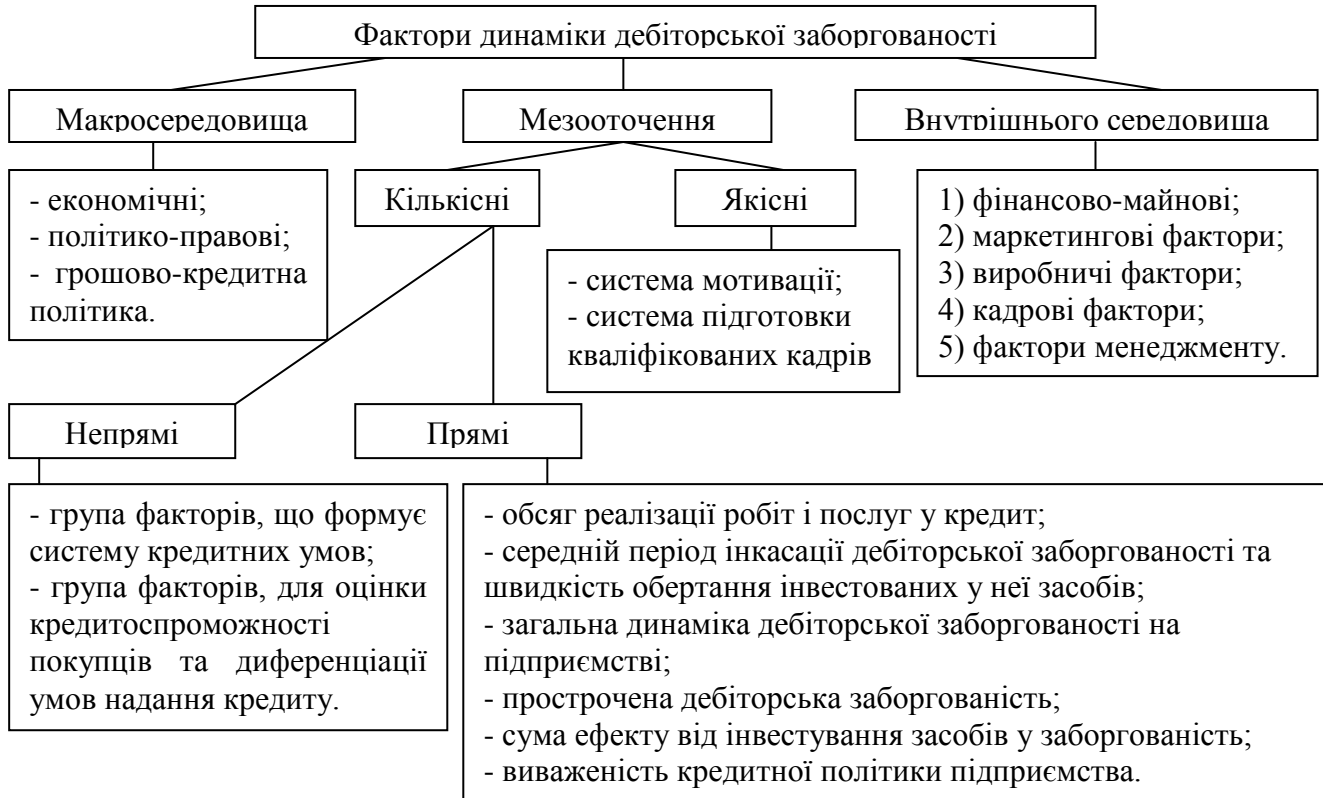 Фактори динаміки дебіторської заборгованості
Макросередовища
Мезооточення
Внутрішнього середовиша
- економічні;
- політико-правові;
- грошово-кредитна
політика.
Кількісні
Якісні
- система мотивації;
- система підготовки
кваліфікованих кадрів
1) фінансово-майнові;
2) маркетингові фактори;
3) виробничі фактори;
4) кадрові фактори;
5) фактори менеджменту.
Непрямі
Прямі
- група факторів, що формує
систему кредитних умов;
- група факторів, для оцінки
кредитоспроможності
покупців та диференціації
умов надання кредиту.
- обсяг реалізації робіт і послуг у кредит;
- середній період інкасації дебіторської заборгованості та
швидкість обертання інвестованих у неї засобів;
- загальна динаміка дебіторської заборгованості на
підприємстві;
- прострочена дебіторська заборгованість;
- сума ефекту від інвестування засобів у заборгованість;
- виваженість кредитної політики підприємства.